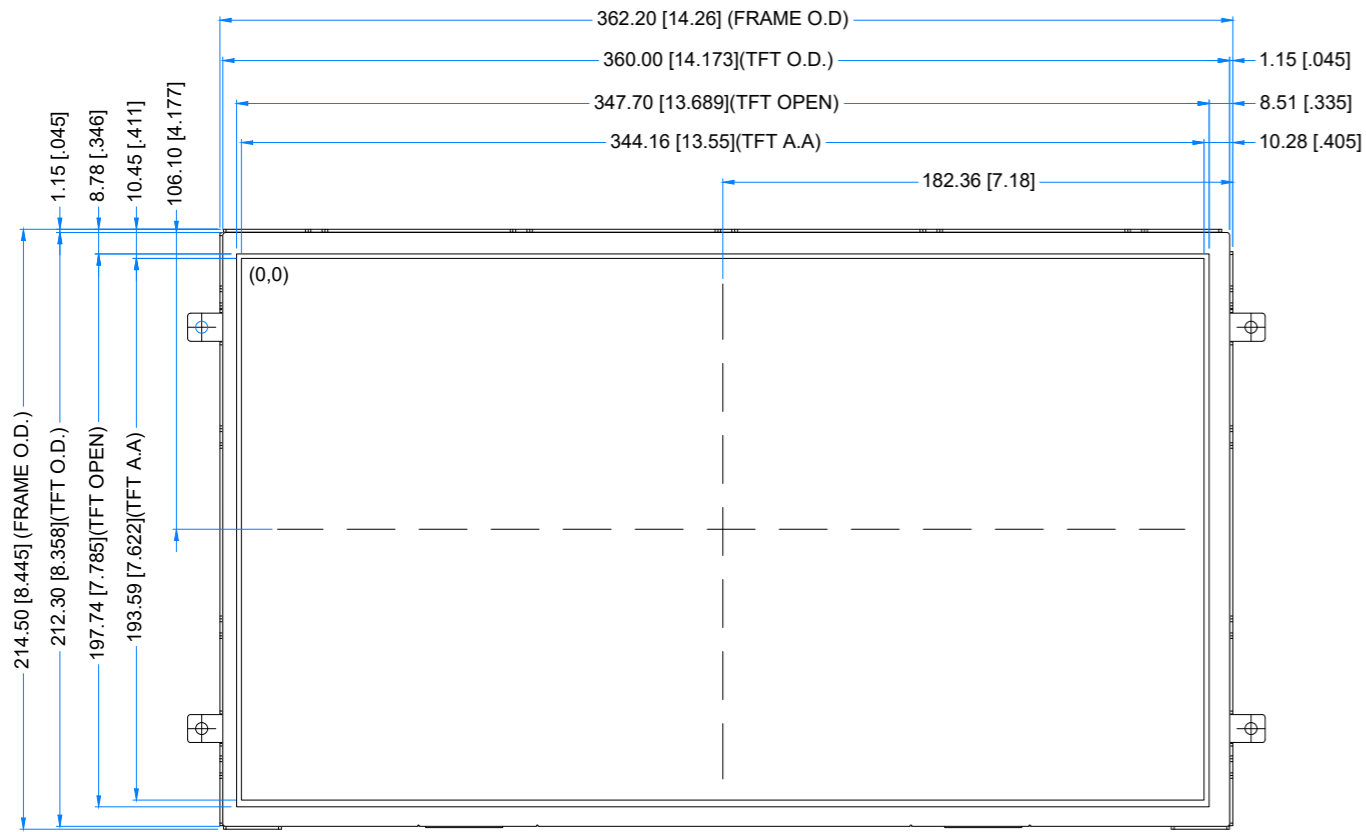 362.20 [14.26] (FRAME O.D)
360.00 [14.173](TFT O.D.)
1.15 [.045]
347.70 [13.689](TFT OPEN)
8.51 [.335]
344.16 [13.55](TFT A.A)
10.28 [.405]
182.36 [7.18]
1.15 [.045]
8.78 [.346]
10.45 [.411]
106.10 [4.177]
(0,0)
214.50 [8.445] (FRAME O.D.)
212.30 [8.358](TFT O.D.)
197.74 [7.785](TFT OPEN)
193.59 [7.622](TFT A.A)